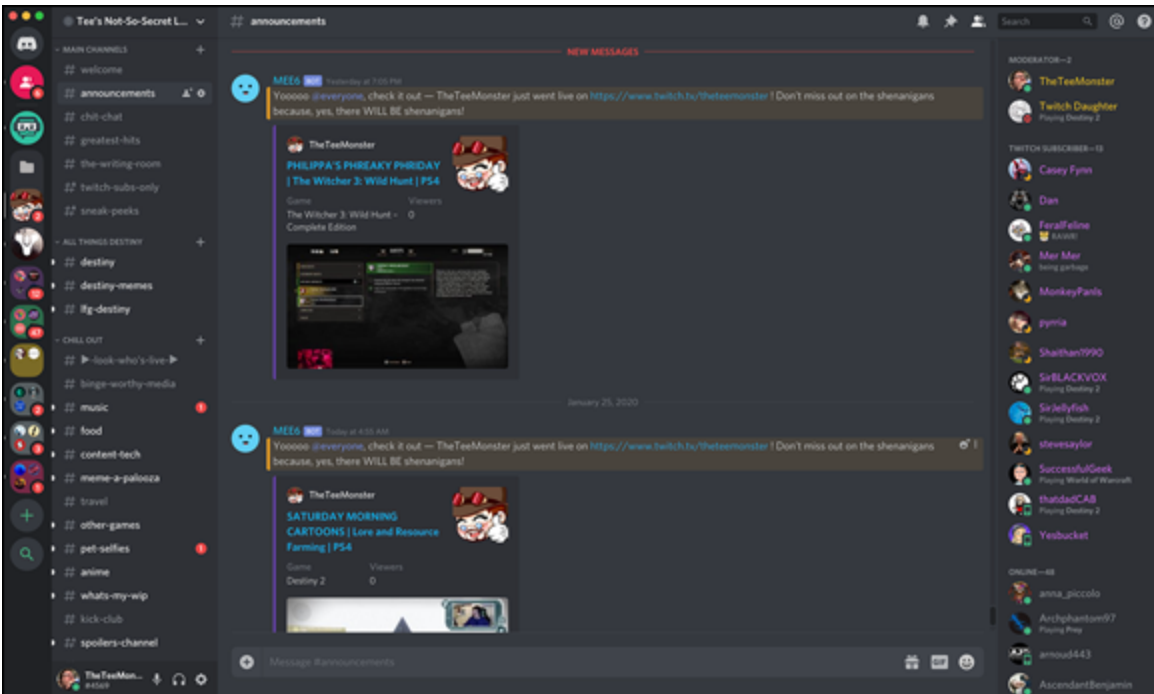 Tee's Not-So-Secret L...
MAIN CHANNELS
welcome
announcements
chit-chat
greatest-hits
the-writing-room
twitch-subs-only
sneak-peeks
ALL THINGS DESTINY
destiny
destiny-memes
lfg-destiny
CHILL OUT
▶-look-who's-live-▶
binge-worthy-media
music
1
food
content-tech
meme-a-palooza
travel
other-games
pet-selfies
1
anime
whats-my-wip
kick-club
spoilers-channel
TheTeeMon...
#4569
# announcements
Search
NEW MESSAGES
MEE6 BOT Yesterday at 7:05 PM
Yooooo @everyone, check it out — TheTeeMonster just went live on https://www.twitch.tv/theteemonster ! Don't miss out on the shenanigans
because, yes, there WILL BE shenanigans!
TheTeeMonster
PHILIPPA'S PHREAKY PHRIDAY
| The Witcher 3: Wild Hunt | PS4
Game Viewers
The Witcher 3: Wild Hunt - 0
Complete Edition
January 25, 2020
MEE6 BOT Today at 4:55 AM
Yooooo @everyone, check it out — TheTeeMonster just went live on https://www.twitch.tv/theteemonster ! Don't miss out on the shenanigans
because, yes, there WILL BE shenanigans!
TheTeeMonster
SATURDAY MORNING
CARTOONS | Lore and Resource
Farming | PS4
Game Viewers
Destiny 2 0
Message #announcements
GIF
MODERATOR—2
TheTeeMonster
Twitch Daughter
Playing Destiny 2
TWITCH SUBSCRIBER—13
Casey Fynn
Dan
FeralFeline
RAWR!
Mer Mer
being garbage
MonkeyPanls
pyrria
Shaithan1990
SirBLACKVOX
Playing Destiny 2
SirJellyfish
Playing Destiny 2
stevesaylor
SuccessfulGeek
Playing World of Warcraft
thatdadCAB
Playing Destiny 2
Yesbucket
ONLINE—48
anna_piccolo
Archphantom97
Playing Prey
arnoud443
AscendantBenjamin